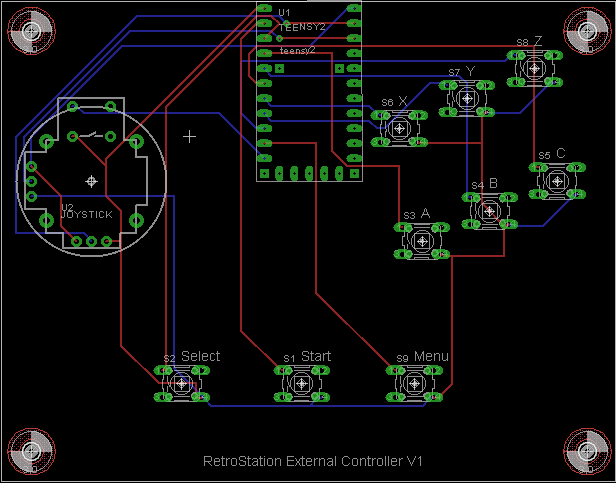 U1
TEENSY2
teensy2
S8 Z
S7 Y
S6 X
S5 C
S4 B
S3 A
U2
JOYSTICK
S2 Select
S1 Start
S9 Menu
RetroStation External Controller V1